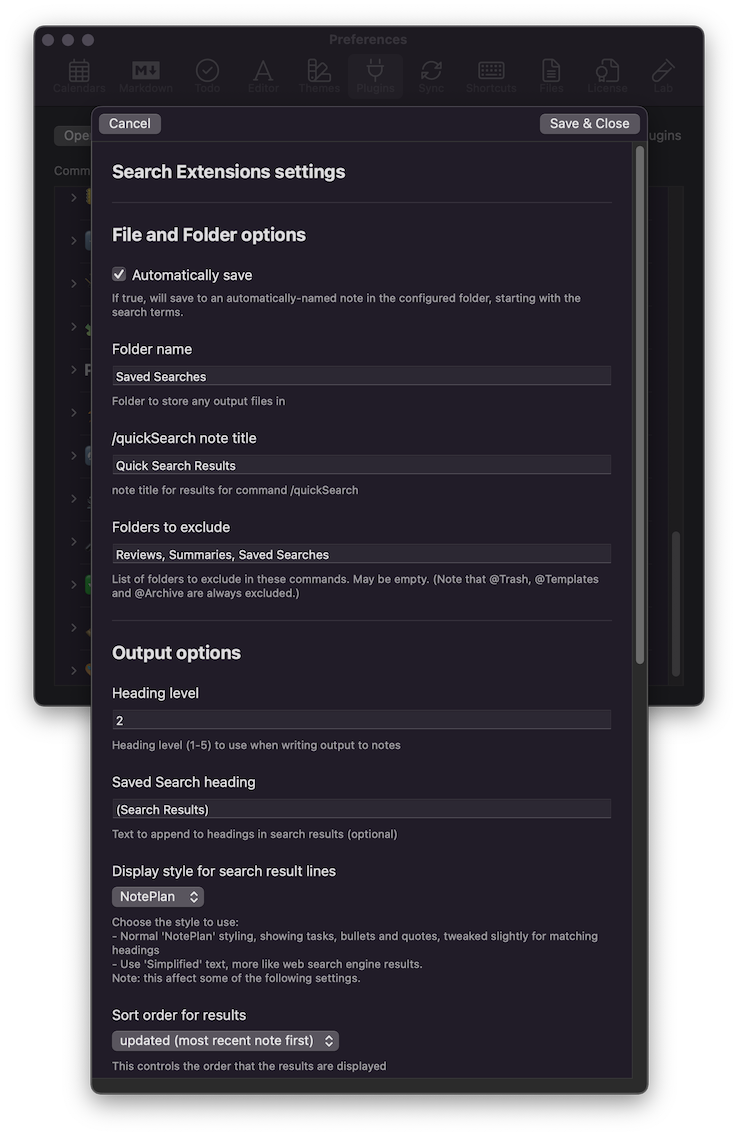 Preferences
Calendars Markdown Todo Editor Themes Plugins Sync Shortcuts Files License Lab
Cancel Save & Close
Search Extensions settings
File and Folder options
Automatically save
If true, will save to an automatically-named note in the configured folder, starting with the
search terms.
Folder name
Saved Searches
Folder to store any output files in
/quickSearch note title
Quick Search Results
note title for results for command /quickSearch
Folders to exclude
Reviews, Summaries, Saved Searches
List of folders to exclude in these commands. May be empty. (Note that @Trash, @Templates
and @Archive are always excluded.)
Output options
Heading level
2
Heading level (1-5) to use when writing output to notes
Saved Search heading
(Search Results)
Text to append to headings in search results (optional)
Display style for search result lines
NotePlan
Choose the style to use:
- Normal 'NotePlan' styling, showing tasks, bullets and quotes, tweaked slightly for matching
headings
- Use 'Simplified' text, more like web search engine results.
Note: this affect some of the following settings.
Sort order for results
updated (most recent note first)
This controls the order that the results are displayed